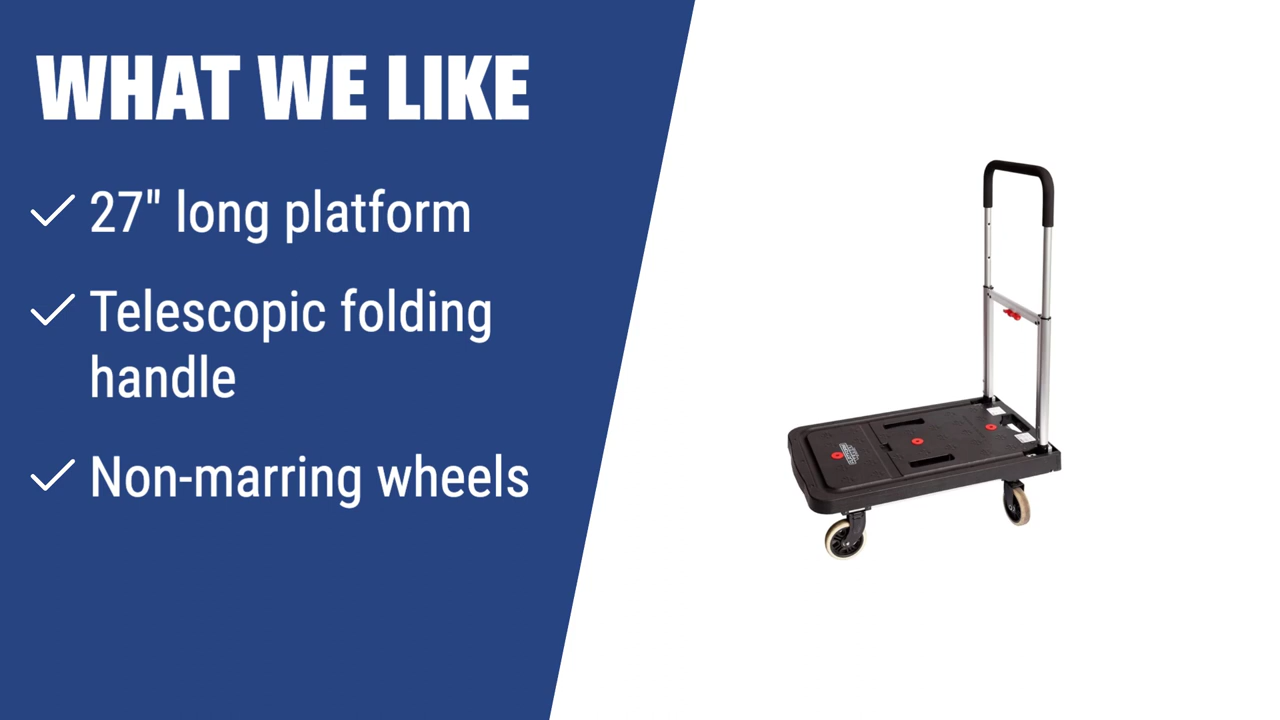 WHAT WE LIKE
27" long platform
Telescopic folding
handle
Non-marring wheels